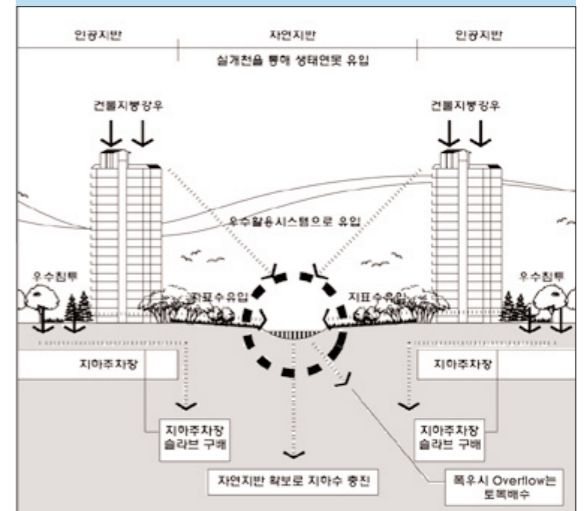 인공지반 자연지반 인공지반
실개천을 통해 생태연못 유입
건물지붕강우 건물지붕강우
우수활용시스템으로 유입
우수침투 지표수유입 지표수유입 우수침투
지하주차장 지하주차장
지하주차장 지하주차장
슬라브 구배 슬라브 구배
자연지반 확보로 지하수 충진 폭우시 Overflow는
토목배수